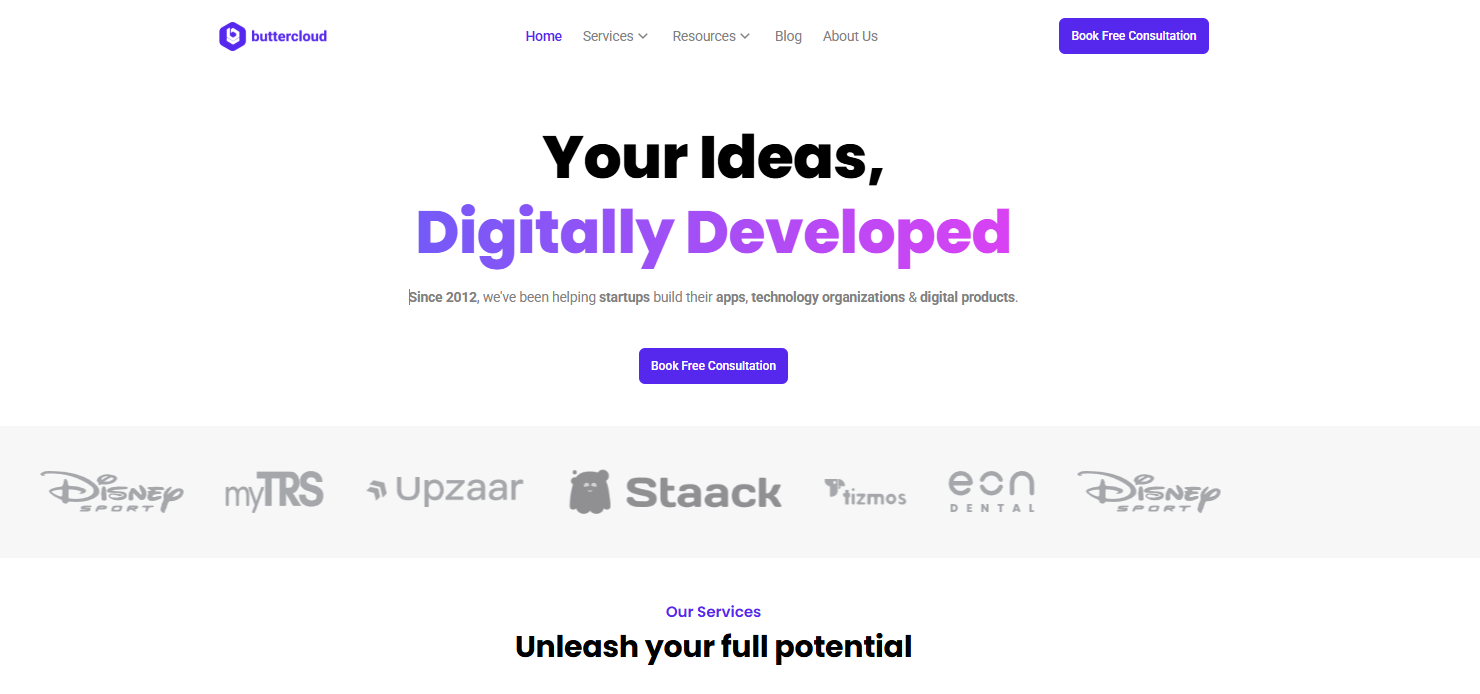 buttercloud
Home Services Resources Blog About Us
Book Free Consultation
Your Ideas,
Digitally Developed
Since 2012, we've been helping startups build their apps, technology organizations & digital products.
Book Free Consultation
Disney SPORT myTRS Upzaar Staack tizmos eon DENTAL Disney SPORT
Our Services
Unleash your full potential